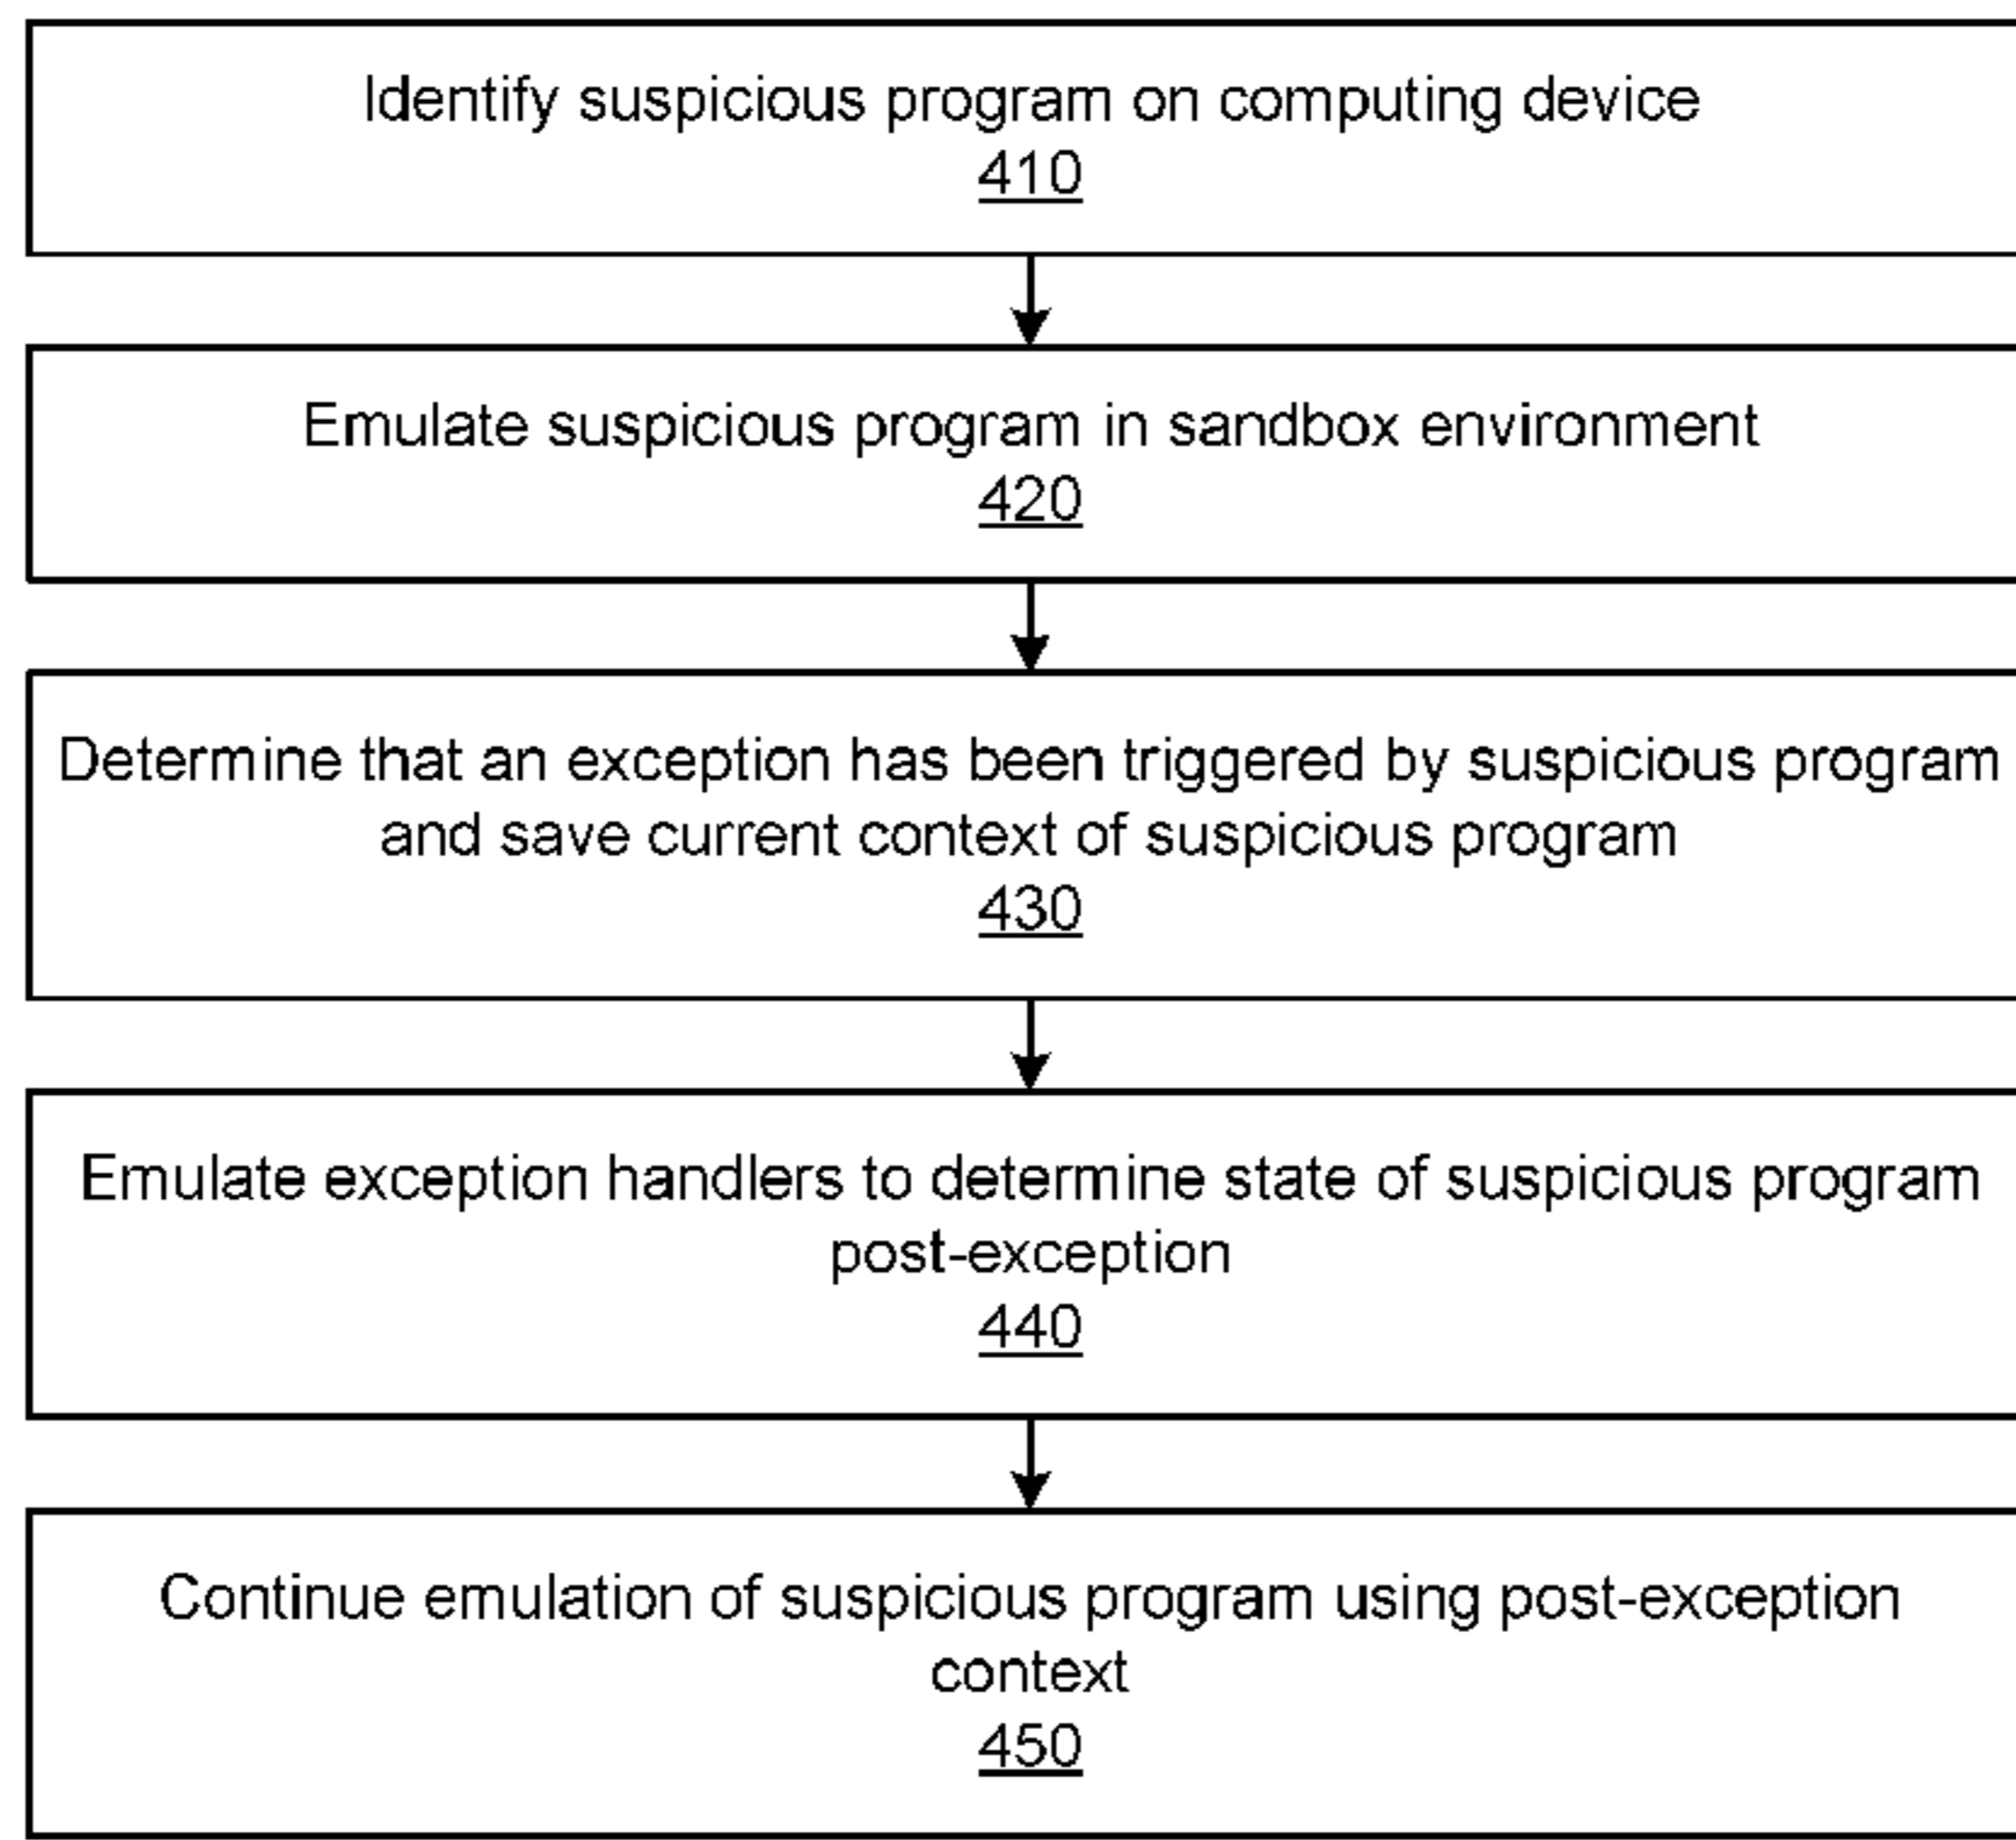 Identify suspicious program on computing device
410
Emulate suspicious program in sandbox environment
420
Determine that an exception has been triggered by suspicious program
and save current context of suspicious program
430
Emulate exception handlers to determine state of suspicious program
post-exception
440
Continue emulation of suspicious program using post-exception
context
450